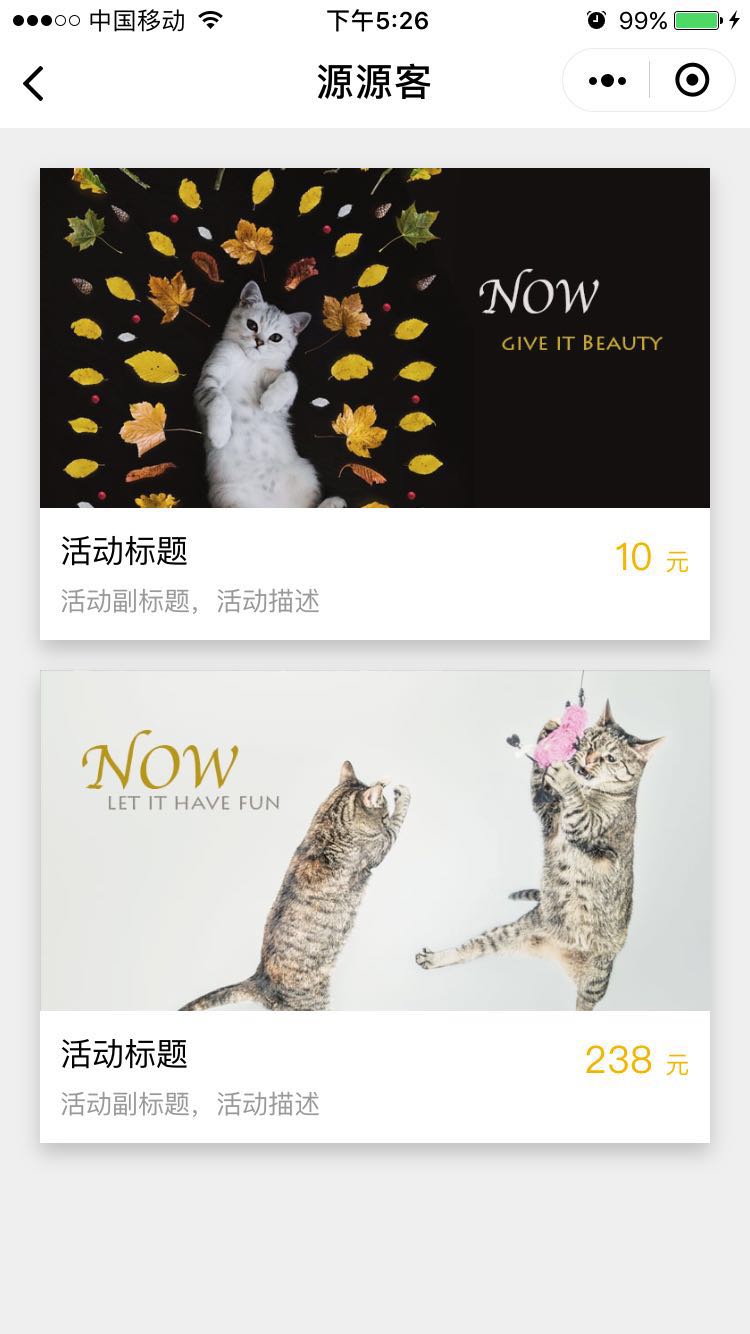 中国移动 下午5:26 99%
源源客
NOW
GIVE IT BEAUTY
活动标题 10 元
活动副标题，活动描述
NOW
LET IT HAVE FUN
活动标题 238 元
活动副标题，活动描述